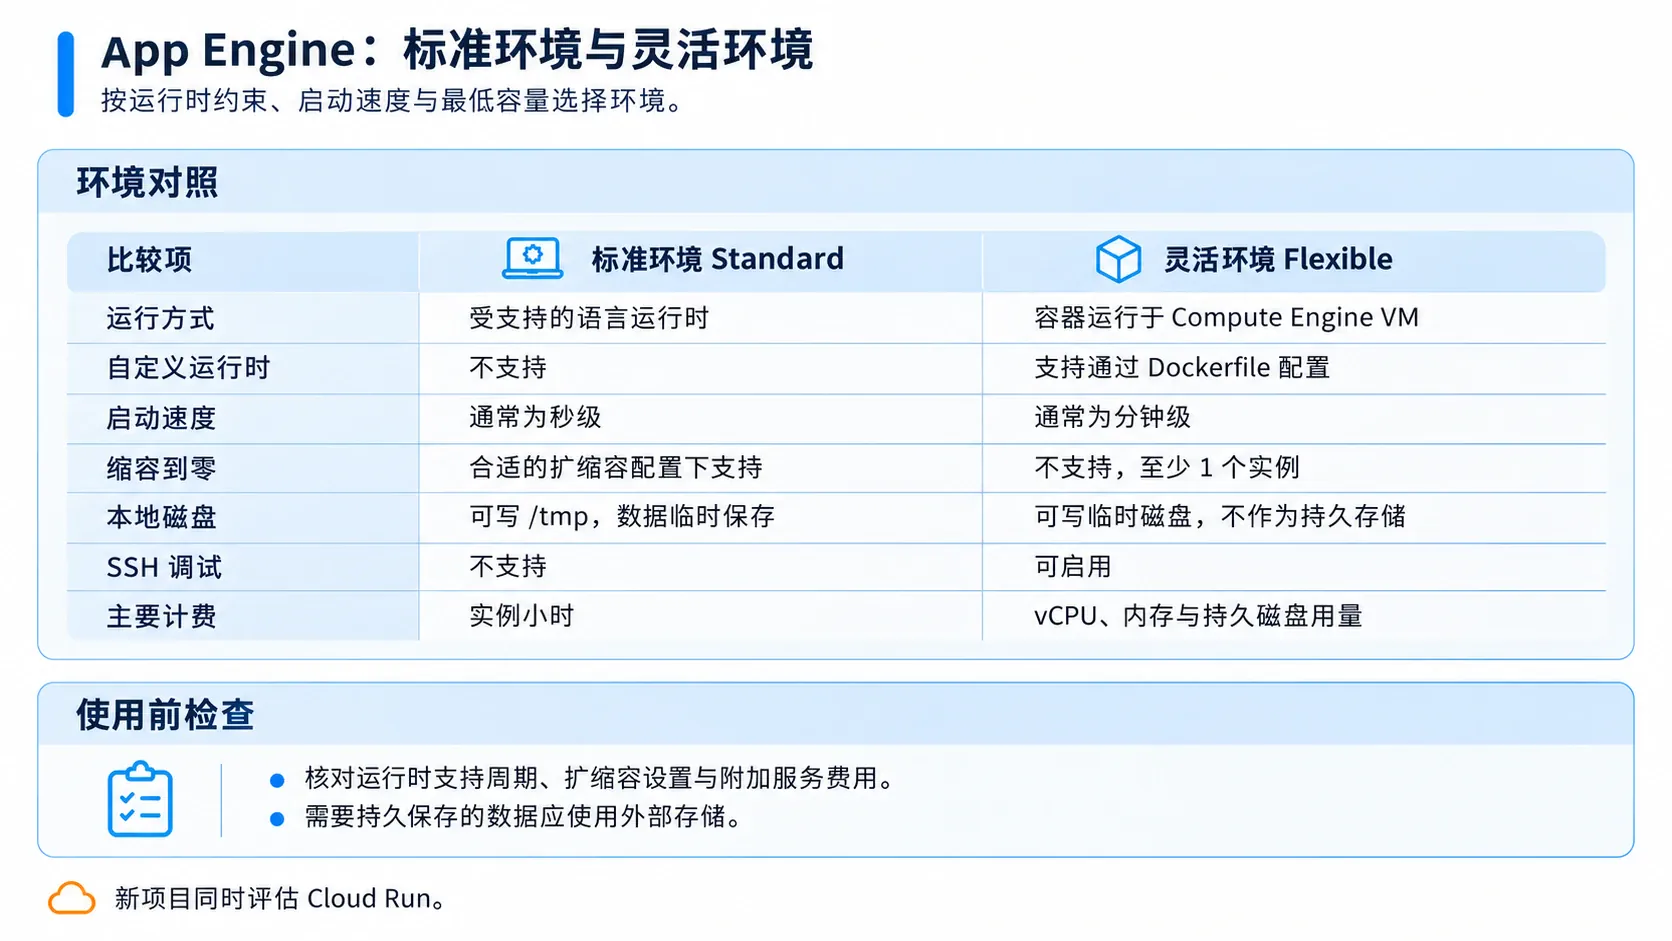 App Engine：标准环境与灵活环境
按运行时约束、启动速度与最低容量选择环境。
环境对照
比较项 标准环境 Standard 灵活环境 Flexible
运行方式 受支持的语言运行时 容器运行于 Compute Engine VM
自定义运行时 不支持 支持通过 Dockerfile 配置
启动速度 通常为秒级 通常为分钟级
缩容到零 合适的扩缩容配置下支持 不支持，至少 1 个实例
本地磁盘 可写 /tmp，数据临时保存 可写临时磁盘，不作为持久存储
SSH 调试 不支持 可启用
主要计费 实例小时 vCPU、内存与持久磁盘用量
使用前检查
核对运行时支持周期、扩缩容设置与附加服务费用。
需要持久保存的数据应使用外部存储。
新项目同时评估 Cloud Run。